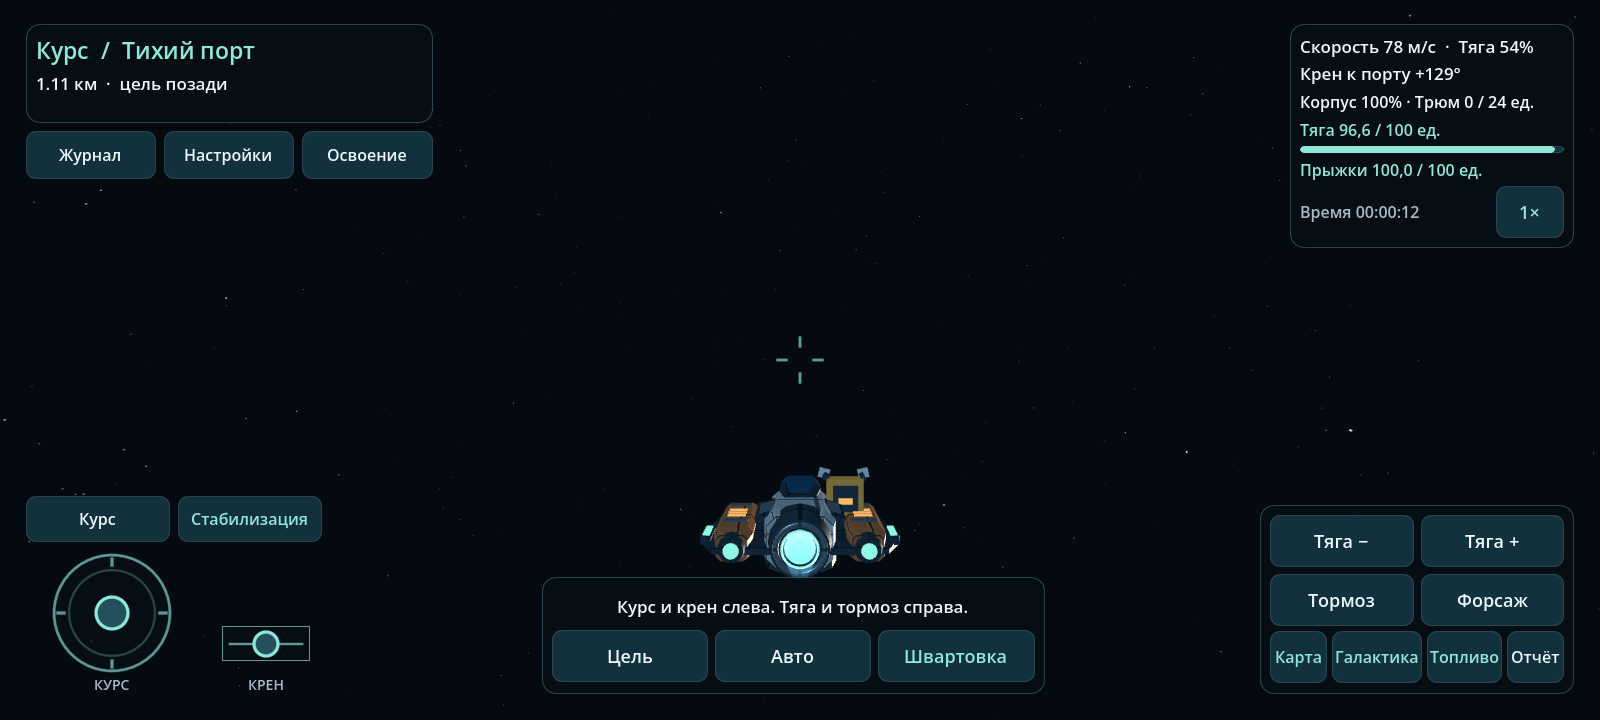 Курс / Тихий порт
1.11 км · цель позади
Журнал
Настройки
Освоение
Скорость 78 м/с · Тяга 54%
Крен к порту +129°
Корпус 100% · Трюм 0 / 24 ед.
Тяга 96,6 / 100 ед.
Прыжки 100,0 / 100 ед.
Время 00:00:12
1×
Курс
Стабилизация
КУРС
КРЕН
Курс и крен слева. Тяга и тормоз справа.
Цель
Авто
Швартовка
Тяга −
Тяга +
Тормоз
Форсаж
Карта
Галактика
Топливо
Отчёт